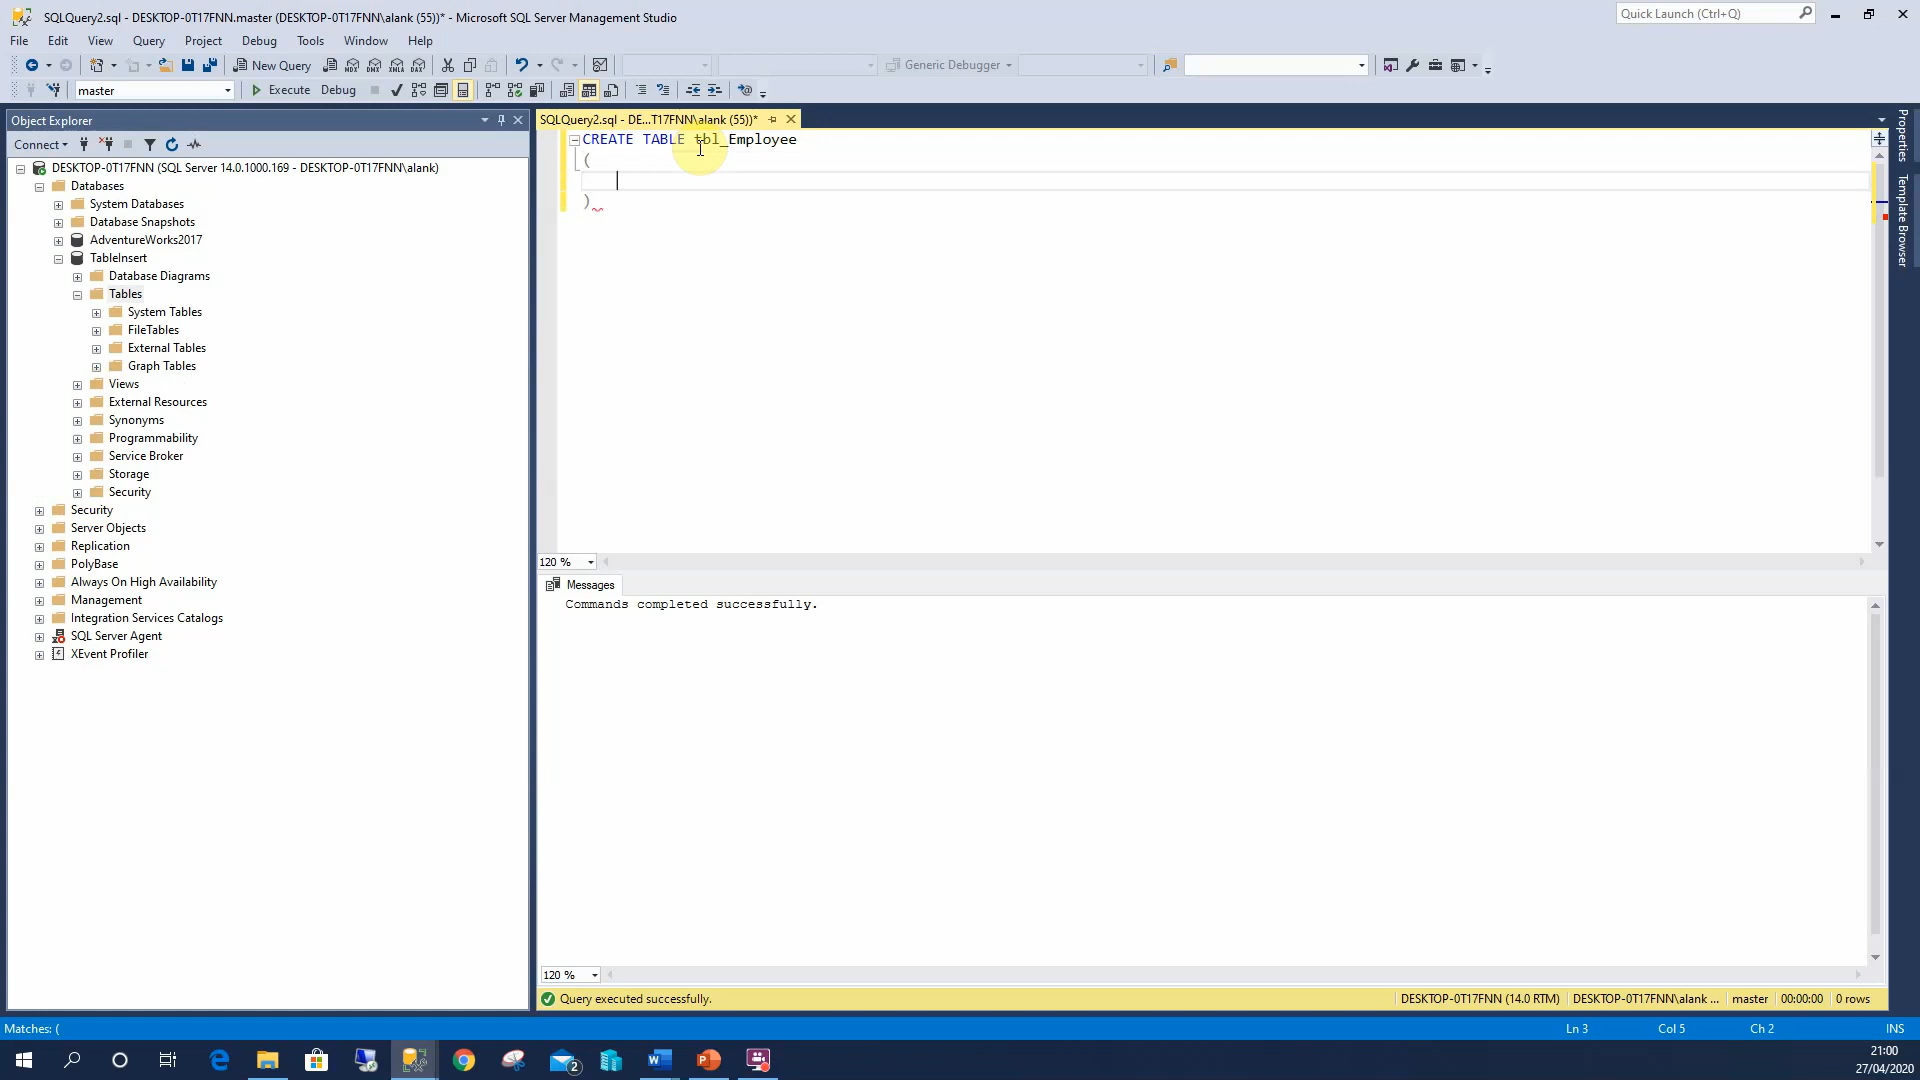 SQLQuery2.sql - DESKTOP-0T17FNN.master (DESKTOP-0T17FNN\alank (55))* - Microsoft SQL Server Management Studio
Quick Launch (Ctrl+Q)
File Edit View Query Project Debug Tools Window Help
New Query
Generic Debugger
master
Execute Debug
Object Explorer
SQLQuery2.sql - DE...T17FNN\alank (55))*
Properties
Template Browser
Connect
DESKTOP-0T17FNN (SQL Server 14.0.1000.169 - DESKTOP-0T17FNN\alank)
Databases
System Databases
Database Snapshots
AdventureWorks2017
TableInsert
Database Diagrams
Tables
System Tables
FileTables
External Tables
Graph Tables
Views
External Resources
Synonyms
Programmability
Service Broker
Storage
Security
Security
Server Objects
Replication
PolyBase
Always On High Availability
Management
Integration Services Catalogs
SQL Server Agent
XEvent Profiler
CREATE TABLE tbl_Employee
(
)
120 %
Messages
Commands completed successfully.
120 %
Query executed successfully.
DESKTOP-0T17FNN (14.0 RTM) DESKTOP-0T17FNN\alank ... master 00:00:00 0 rows
Matches: (
Ln 3 Col 5 Ch 2 INS
2
21:00
27/04/2020